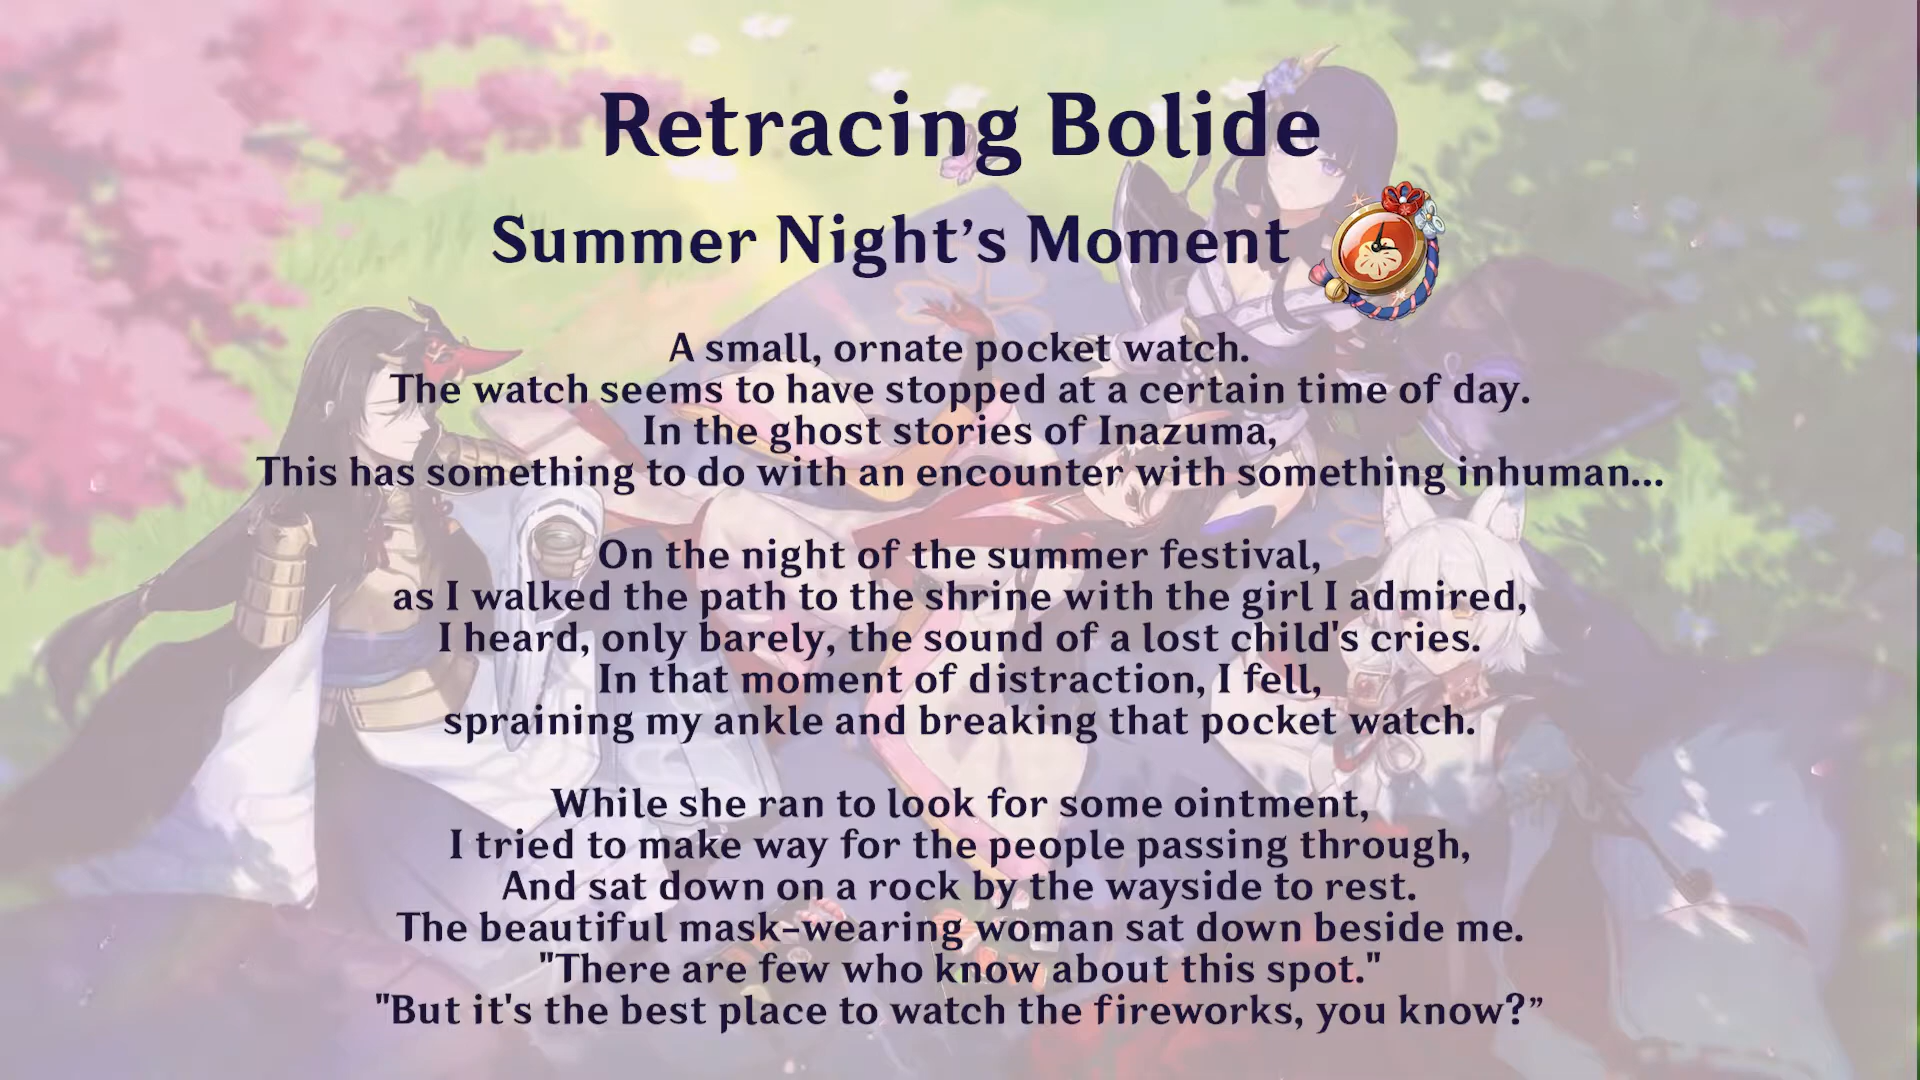 Retracing Bolide
Summer Night’s Moment
A small, ornate pocket watch.
The watch seems to have stopped at a certain time of day.
In the ghost stories of Inazuma,
This has something to do with an encounter with something inhuman...
On the night of the summer festival,
as I walked the path to the shrine with the girl I admired,
I heard, only barely, the sound of a lost child's cries.
In that moment of distraction, I fell,
spraining my ankle and breaking that pocket watch.
While she ran to look for some ointment,
I tried to make way for the people passing through,
And sat down on a rock by the wayside to rest.
The beautiful mask-wearing woman sat down beside me.
"There are few who know about this spot."
"But it's the best place to watch the fireworks, you know?”